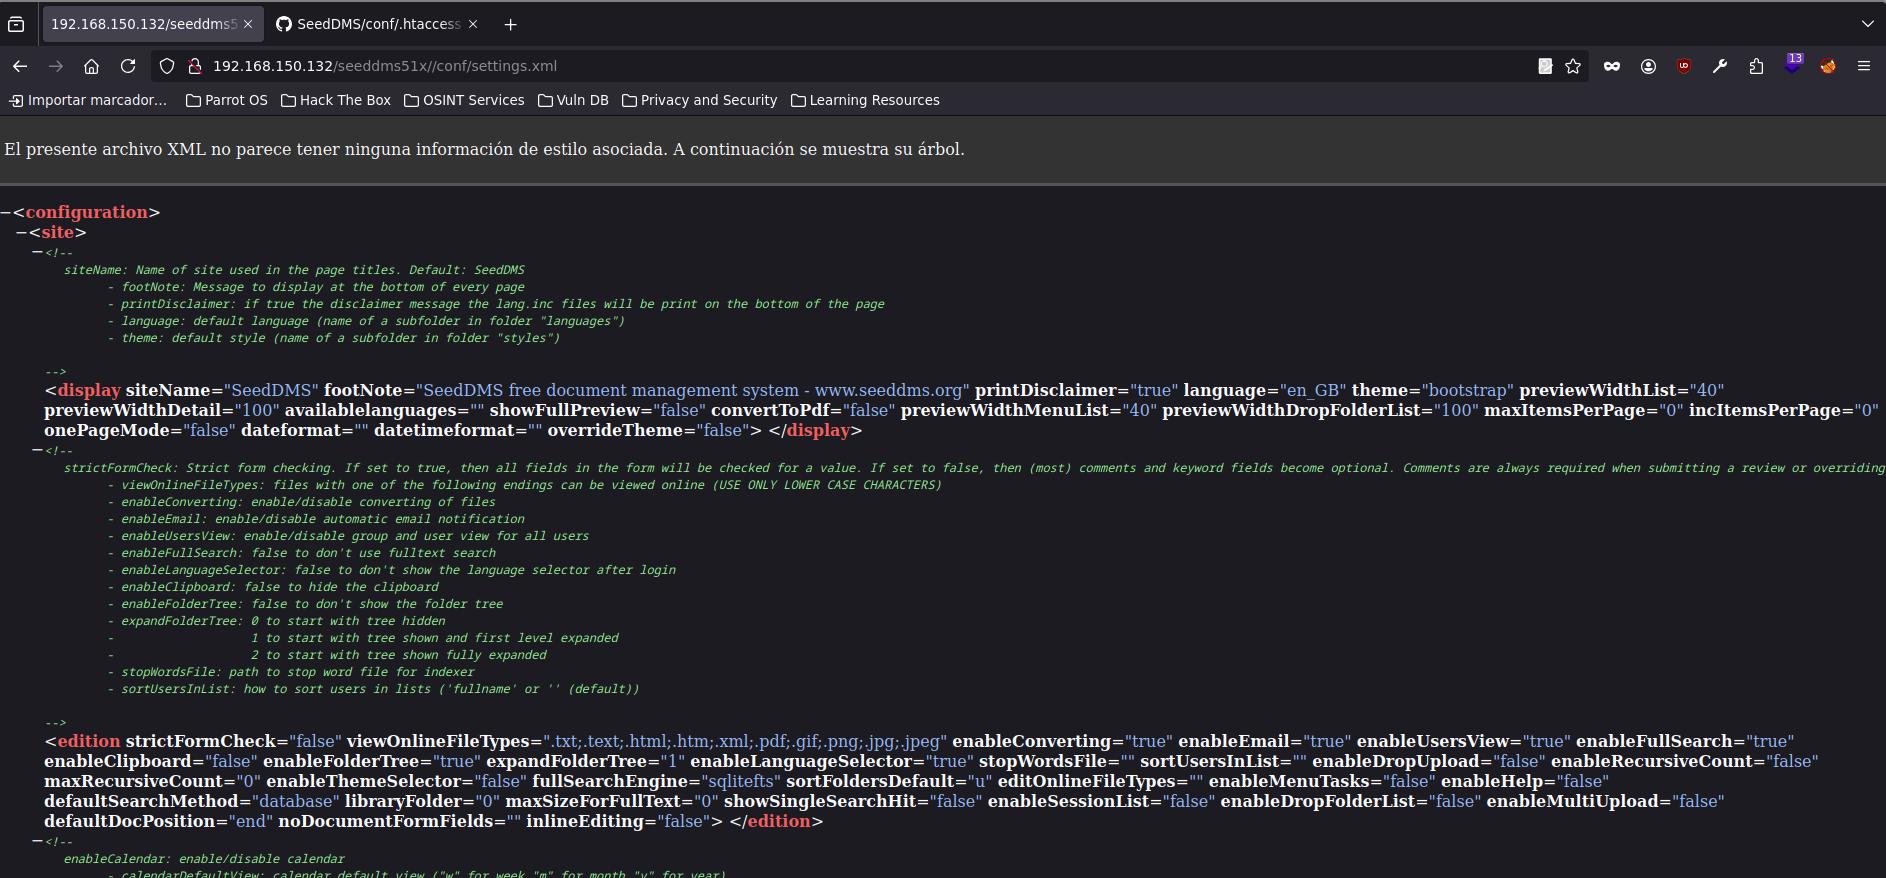 192.168.150.132/seeddms5
SeedDMS/conf/.htaccess
192.168.150.132/seeddms51x//conf/settings.xml
13
Importar marcador... Parrot OS Hack The Box OSINT Services Vuln DB Privacy and Security Learning Resources
El presente archivo XML no parece tener ninguna información de estilo asociada. A continuación se muestra su árbol.
−<configuration>
−<site>
−<!--
siteName: Name of site used in the page titles. Default: SeedDMS
- footNote: Message to display at the bottom of every page
- printDisclaimer: if true the disclaimer message the lang.inc files will be print on the bottom of the page
- language: default language (name of a subfolder in folder "languages")
- theme: default style (name of a subfolder in folder "styles")
-->
<display siteName="SeedDMS" footNote="SeedDMS free document management system - www.seeddms.org" printDisclaimer="true" language="en_GB" theme="bootstrap" previewWidthList="40"
previewWidthDetail="100" availablelanguages="" showFullPreview="false" convertToPdf="false" previewWidthMenuList="40" previewWidthDropFolderList="100" maxItemsPerPage="0" incItemsPerPage="0"
onePageMode="false" dateformat="" datetimeformat="" overrideTheme="false"> </display>
−<!--
strictFormCheck: Strict form checking. If set to true, then all fields in the form will be checked for a value. If set to false, then (most) comments and keyword fields become optional. Comments are always required when submitting a review or overriding
- viewOnlineFileTypes: files with one of the following endings can be viewed online (USE ONLY LOWER CASE CHARACTERS)
- enableConverting: enable/disable converting of files
- enableEmail: enable/disable automatic email notification
- enableUsersView: enable/disable group and user view for all users
- enableFullSearch: false to don't use fulltext search
- enableLanguageSelector: false to don't show the language selector after login
- enableClipboard: false to hide the clipboard
- enableFolderTree: false to don't show the folder tree
- expandFolderTree: 0 to start with tree hidden
- 1 to start with tree shown and first level expanded
- 2 to start with tree shown fully expanded
- stopWordsFile: path to stop word file for indexer
- sortUsersInList: how to sort users in lists ('fullname' or '' (default))
-->
<edition strictFormCheck="false" viewOnlineFileTypes=".txt;.text;.html;.htm;.xml;.pdf;.gif;.png;.jpg;.jpeg" enableConverting="true" enableEmail="true" enableUsersView="true" enableFullSearch="true"
enableClipboard="false" enableFolderTree="true" expandFolderTree="1" enableLanguageSelector="true" stopWordsFile="" sortUsersInList="" enableDropUpload="false" enableRecursiveCount="false"
maxRecursiveCount="0" enableThemeSelector="false" fullSearchEngine="sqlitefts" sortFoldersDefault="u" editOnlineFileTypes="" enableMenuTasks="false" enableHelp="false"
defaultSearchMethod="database" libraryFolder="0" maxSizeForFullText="0" showSingleSearchHit="false" enableSessionList="false" enableDropFolderList="false" enableMultiUpload="false"
defaultDocPosition="end" noDocumentFormFields="" inlineEditing="false"> </edition>
−<!--
enableCalendar: enable/disable calendar
- calendarDefaultView: calendar default view ("w" for week,"m" for month,"y" for year)